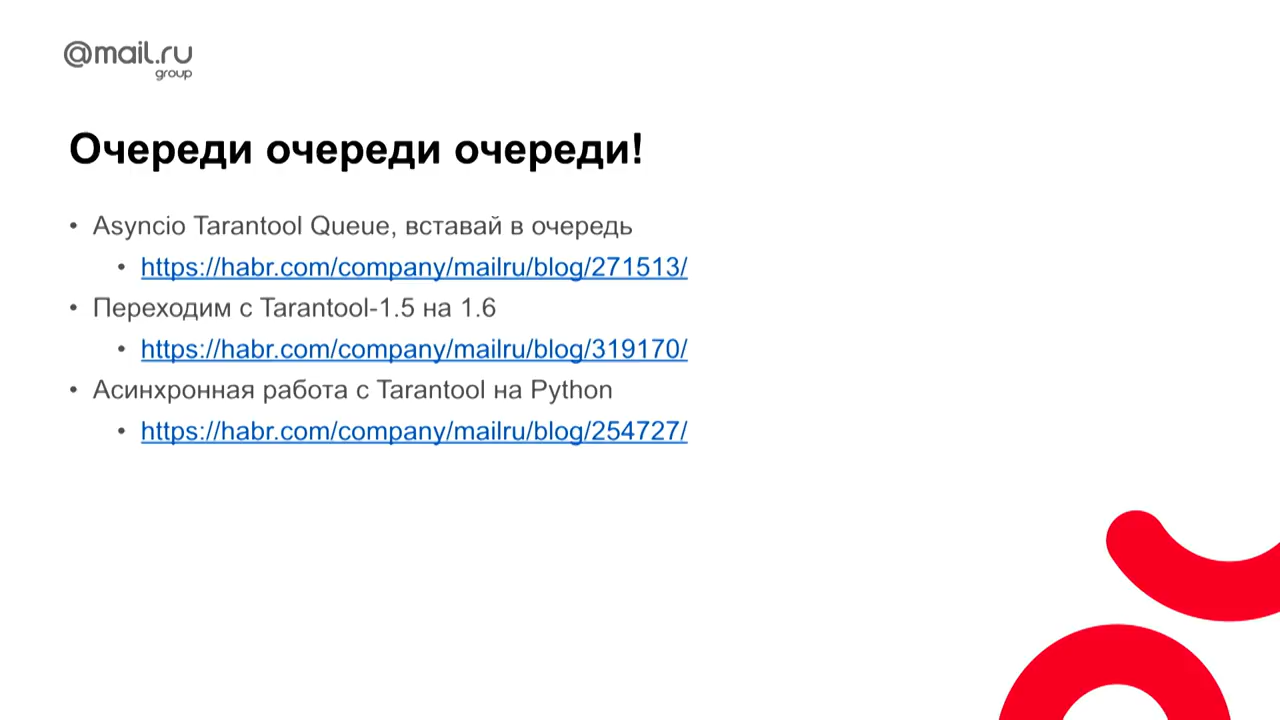 @mail.ru
group
Очереди очереди очереди!
• Asyncio Tarantool Queue, вставай в очередь
• https://habr.com/company/mailru/blog/271513/
• Переходим с Tarantool-1.5 на 1.6
• https://habr.com/company/mailru/blog/319170/
• Асинхронная работа с Tarantool на Python
• https://habr.com/company/mailru/blog/254727/